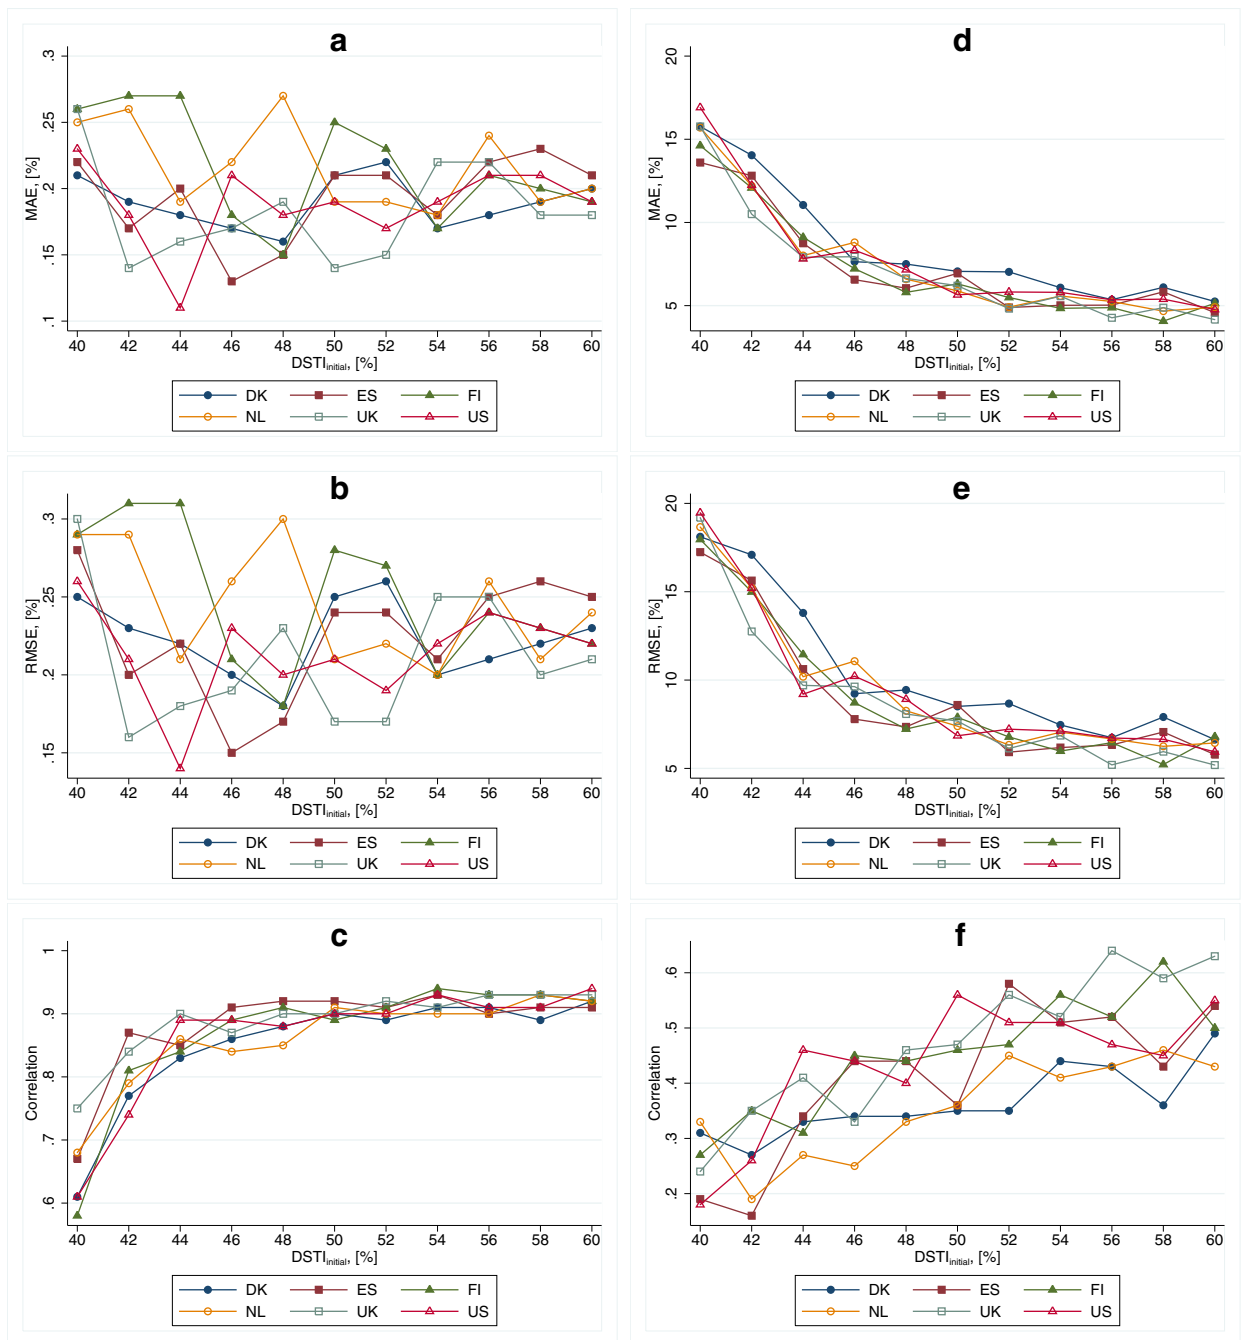 a
MAE, [%]
.3
.25
.2
.15
.1
40 42 44 46 48 50 52 54 56 58 60
DSTIinitial, [%]
DK ES FI
NL UK US
d
MAE, [%]
20
15
10
5
40 42 44 46 48 50 52 54 56 58 60
DSTIinitial, [%]
DK ES FI
NL UK US
b
RMSE, [%]
.3
.25
.2
.15
40 42 44 46 48 50 52 54 56 58 60
DSTIinitial, [%]
DK ES FI
NL UK US
e
RMSE, [%]
20
15
10
5
40 42 44 46 48 50 52 54 56 58 60
DSTIinitial, [%]
DK ES FI
NL UK US
c
Correlation
1
.9
.8
.7
.6
40 42 44 46 48 50 52 54 56 58 60
DSTIinitial, [%]
DK ES FI
NL UK US
f
Correlation
.6
.5
.4
.3
.2
40 42 44 46 48 50 52 54 56 58 60
DSTIinitial, [%]
DK ES FI
NL UK US